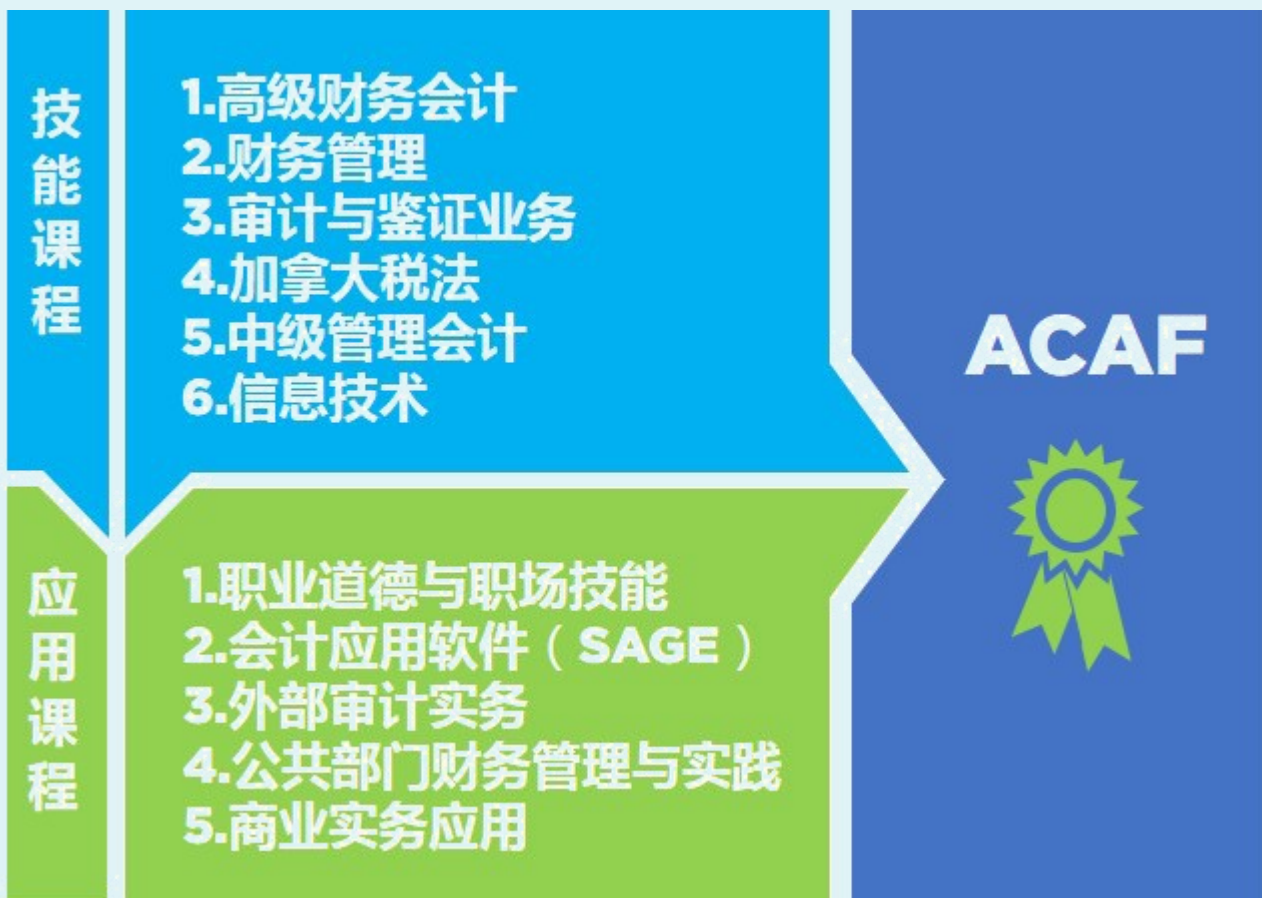 技能课程
1.高级财务会计
2.财务管理
3.审计与鉴证业务
4.加拿大税法
5.中级管理会计
6.信息技术
应用课程
1.职业道德与职场技能
2.会计应用软件（SAGE）
3.外部审计实务
4.公共部门财务管理与实践
5.商业实务应用
ACAF